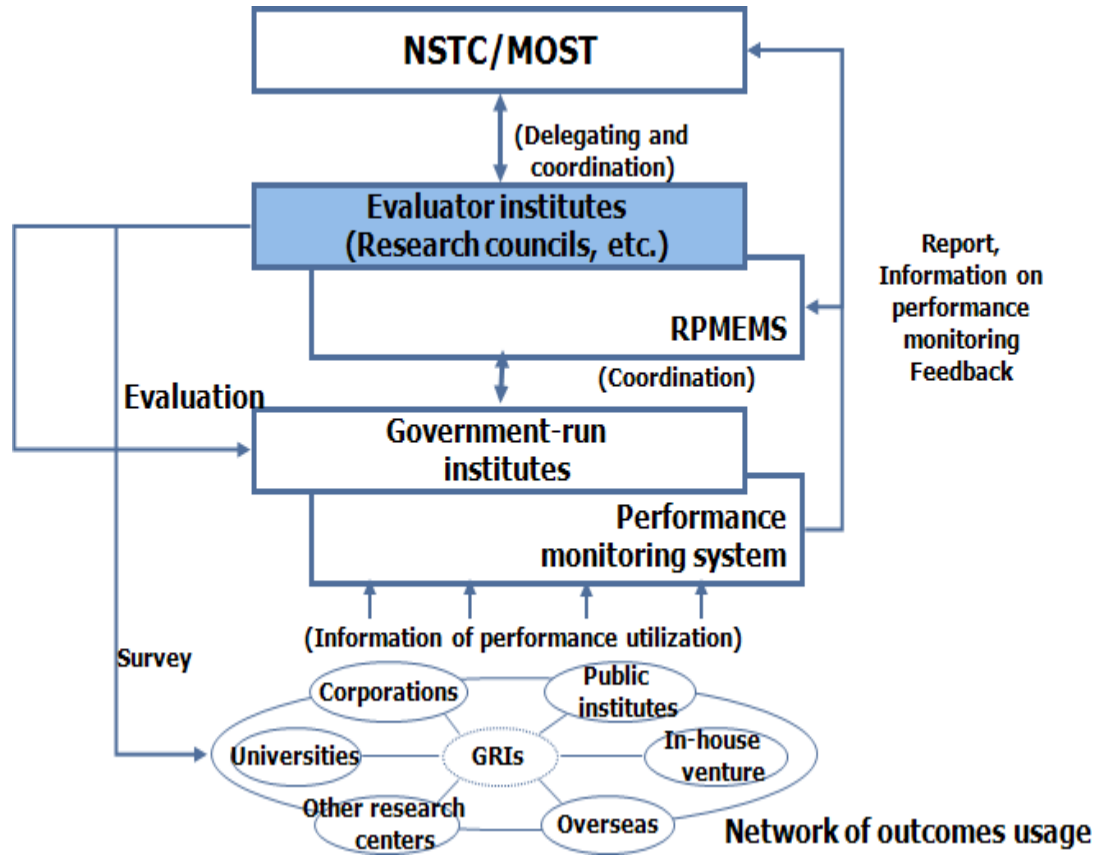 NSTC/MOST
(Delegating and
coordination)
Evaluator institutes
(Research councils, etc.)
RPMEMS
Report,
Information on
performance
monitoring
Feedback
(Coordination)
Evaluation
Government-run
institutes
Performance
monitoring system
(Information of performance utilization)
Survey
Corporations
Public
institutes
Universities
GRIs
In-house
venture
Other research
centers
Overseas
Network of outcomes usage